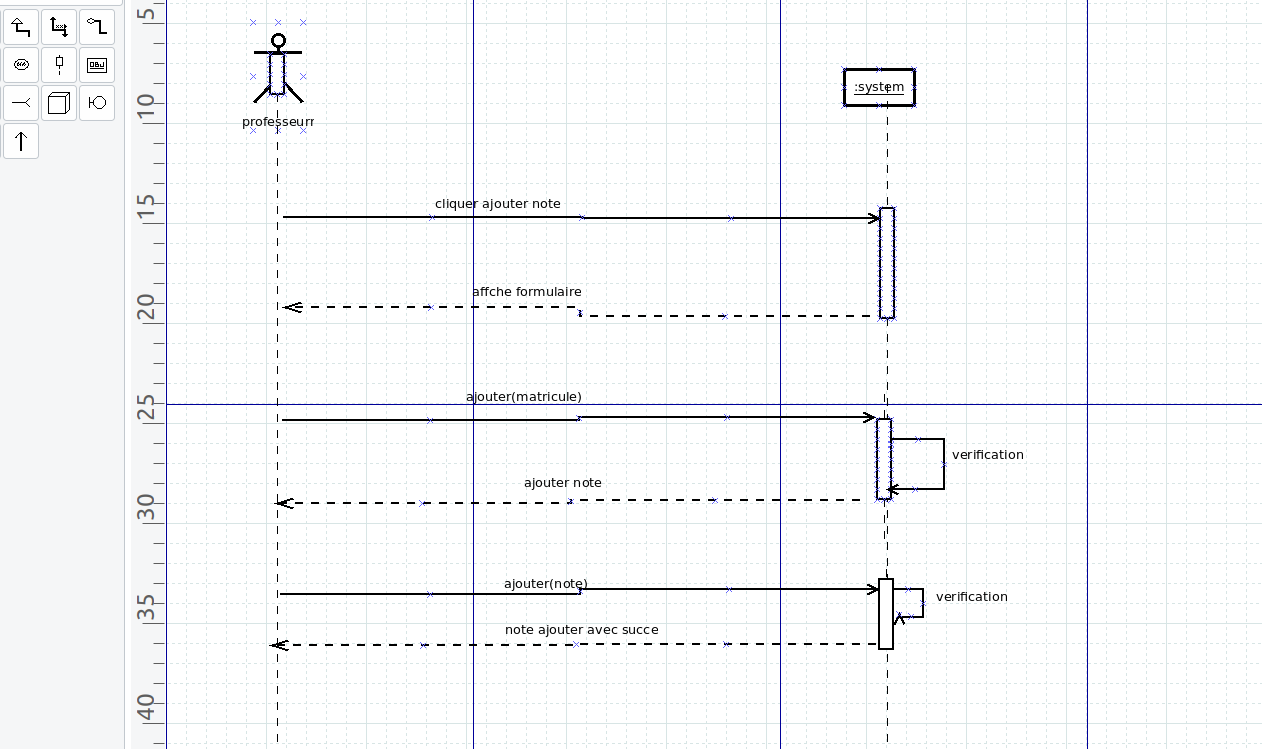 5
OBJ
:system
10
professeurr
15
cliquer ajouter note
affche formulaire
20
ajouter(matricule)
25
verification
ajouter note
30
ajouter(note)
verification
35
note ajouter avec succe
40